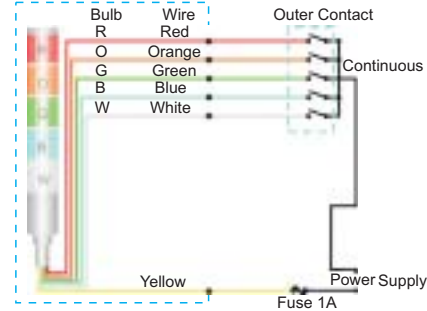 Bulb Wire Outer Contact
R Red
O Orange
Continuous
G Green
B Blue
W White
Yellow
Power Supply
Fuse 1A